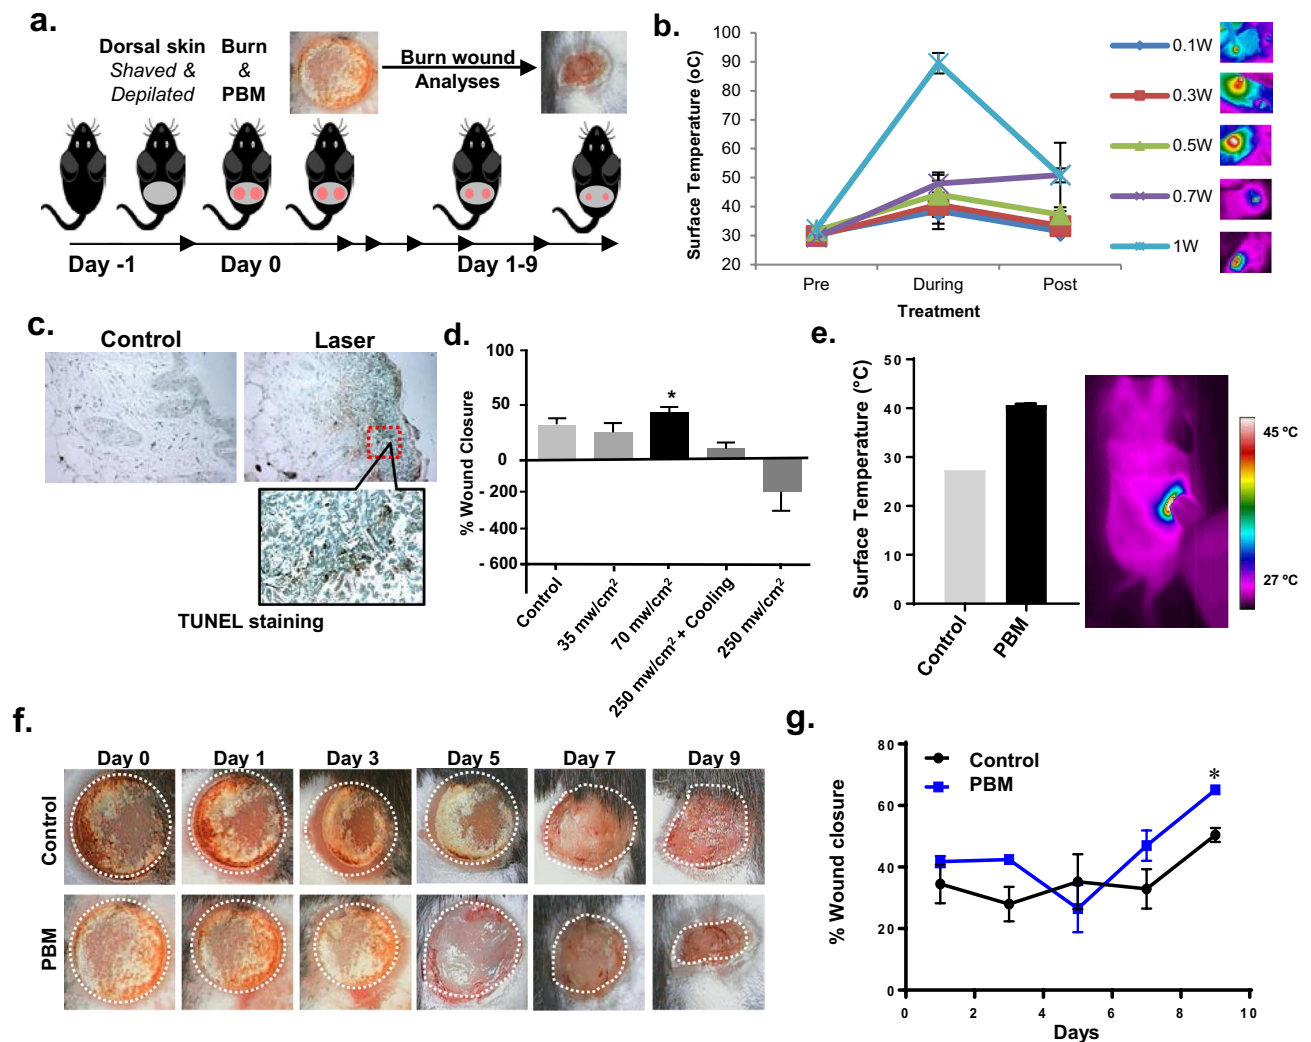 a.
Dorsal skin
Shaved &
Depilated
Burn
&
PBM
Burn wound
Analyses
Day -1
Day 0
Day 1-9
b.
Surface Temperature (oC)
100
90
80
70
60
50
40
30
20
Pre
During
Post
Treatment
0.1W
0.3W
0.5W
0.7W
1W
c.
Control
Laser
TUNEL staining
d.
% Wound Closure
100
50
0
- 200
- 400
- 600
Control
35 mw/cm²
70 mw/cm²
250 mw/cm² + Cooling
250 mw/cm²
*
e.
Surface Temperature (°C)
50
40
30
20
10
0
Control
PBM
45 ºC
27 ºC
f.
Day 0
Day 1
Day 3
Day 5
Day 7
Day 9
Control
PBM
g.
% Wound closure
80
60
40
20
0
0
2
4
6
8
10
Days
Control
PBM
*